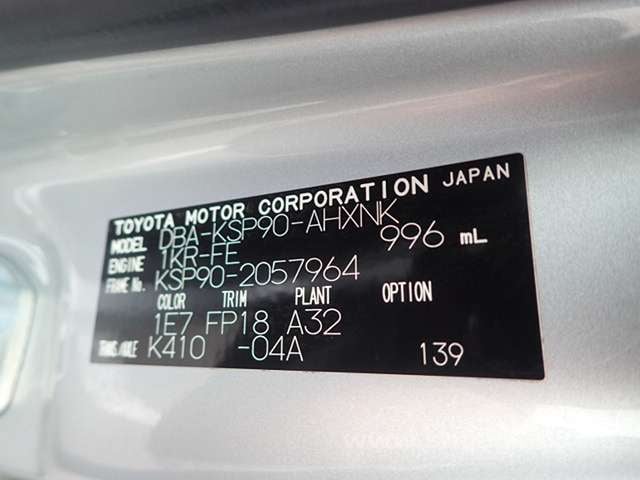 TOYOTA MOTOR CORPORATION JAPAN
MODEL DBA-KSP90-AHXNK
ENGINE 1KR-FE 996 mL
FRAME No. KSP90-2057964
COLOR TRIM PLANT OPTION
1E7 FP18 A32
TRANS/AXLE K410 -04A 139